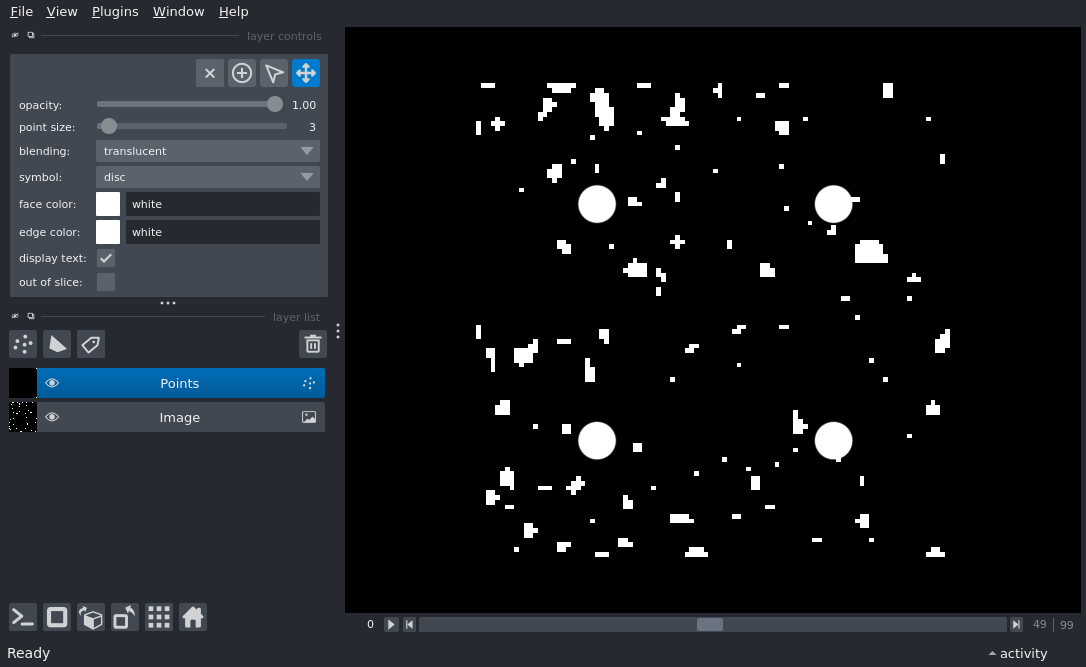 File View Plugins Window Help
layer controls
opacity: 1.00
point size: 3
blending: translucent
symbol: disc
face color: white
edge color: white
display text:
out of slice:
layer list
Points
Image
0 49 | 99
Ready activity